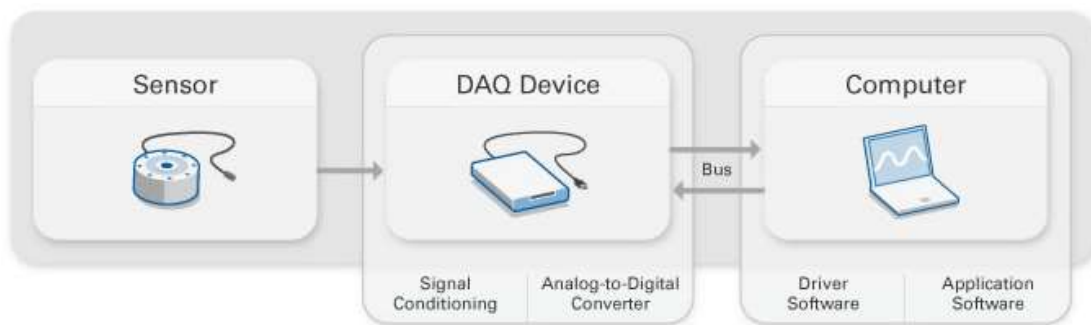 Sensor
DAQ Device
Computer
Bus
Signal
Conditioning
Analog-to-Digital
Converter
Driver
Software
Application
Software